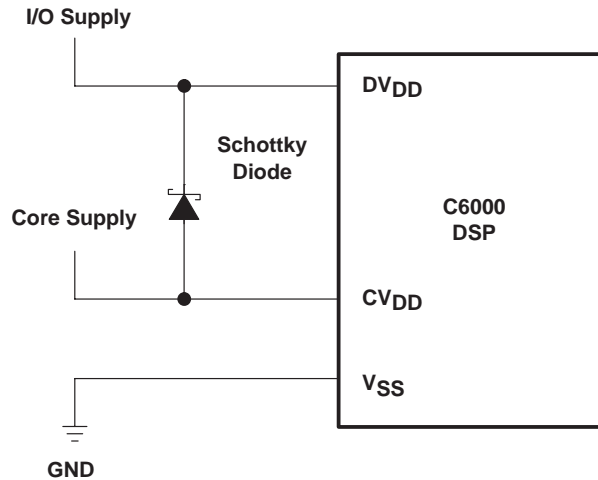 I/O Supply
DVDD
Schottky
Diode
Core Supply
C6000
DSP
CVDD
VSS
GND